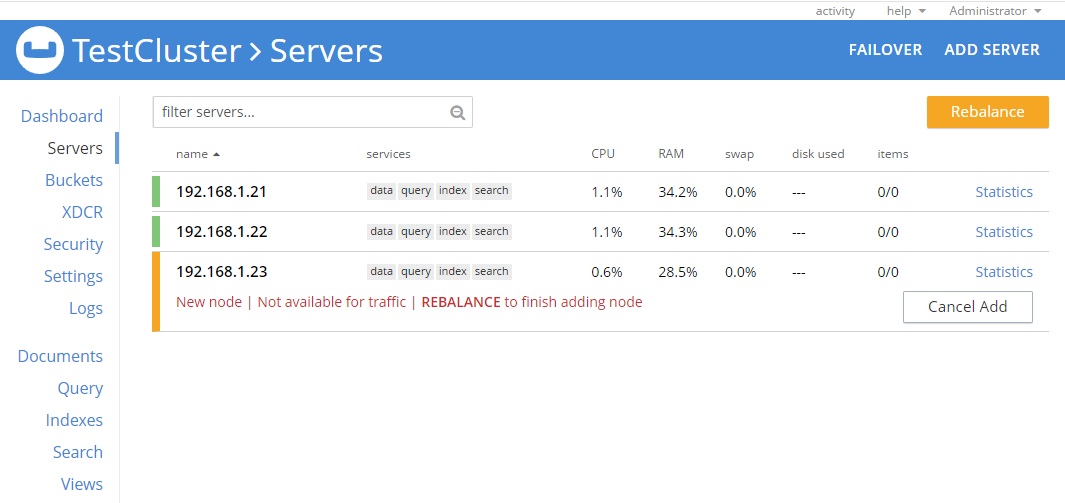 activity help Administrator
TestCluster > Servers FAILOVER ADD SERVER
Dashboard
Servers
Buckets
XDCR
Security
Settings
Logs
Documents
Query
Indexes
Search
Views
filter servers... Rebalance
name services CPU RAM swap disk used items
192.168.1.21 data query index search 1.1% 34.2% 0.0% --- 0/0 Statistics
192.168.1.22 data query index search 1.1% 34.3% 0.0% --- 0/0 Statistics
192.168.1.23 data query index search 0.6% 28.5% 0.0% --- 0/0 Statistics
New node | Not available for traffic | REBALANCE to finish adding node Cancel Add